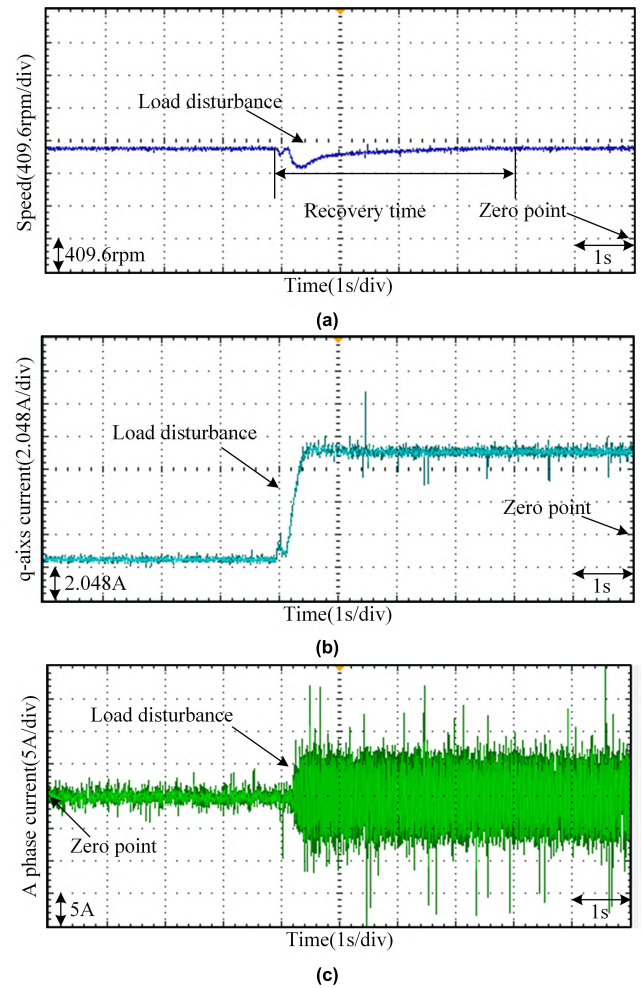 Speed(409.6rpm/div)
Load disturbance
Recovery time
Zero point
409.6rpm
1s
Time(1s/div)
(a)
q-aixs current(2.048A/div)
Load disturbance
Zero point
2.048A
1s
Time(1s/div)
(b)
A phase current(5A/div)
Load disturbance
Zero point
5A
1s
Time(1s/div)
(c)